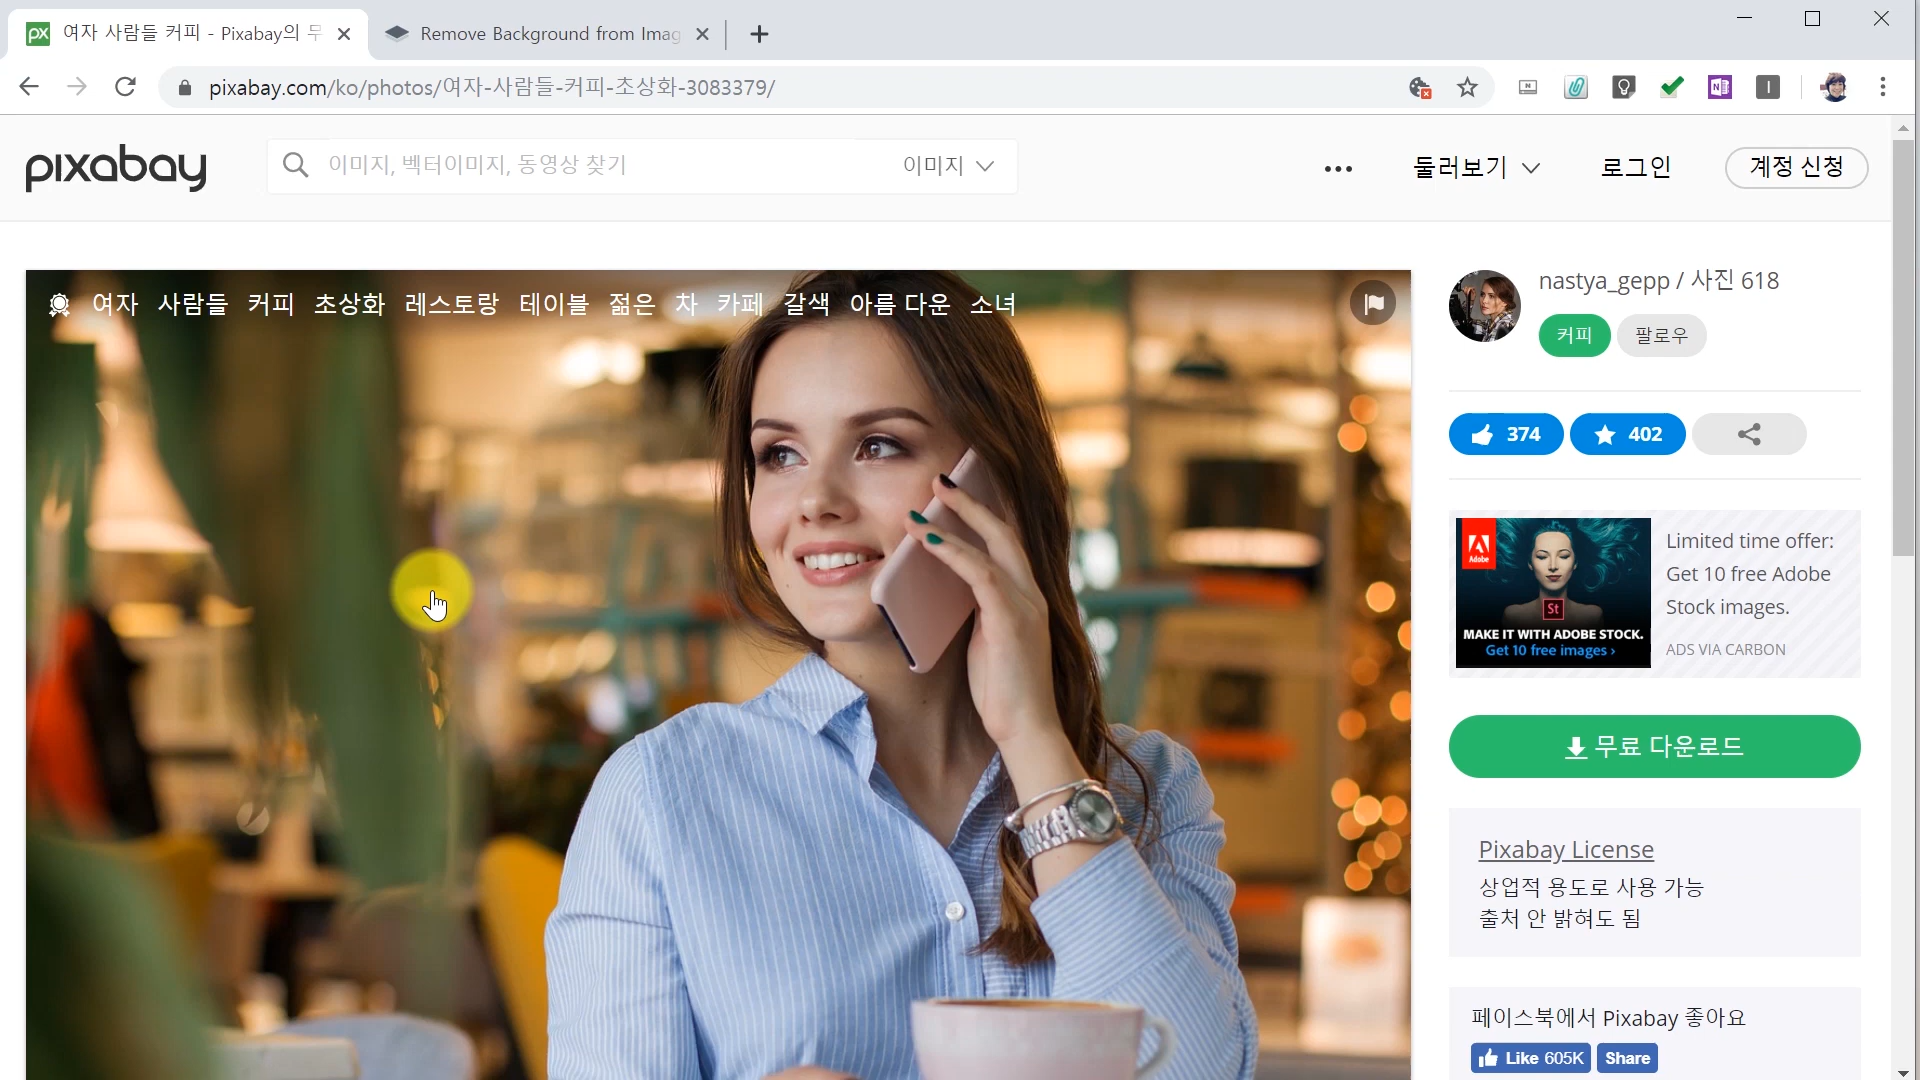 여자 사람들 커피 - Pixabay의 무
Remove Background from Imag
pixabay.com/ko/photos/여자-사람들-커피-초상화-3083379/
pixabay
이미지, 벡터이미지, 동영상 찾기
이미지
둘러보기
로그인
계정 신청
여자 사람들 커피 초상화 레스토랑 테이블 젊은 차 카페 갈색 아름 다운 소녀
nastya_gepp / 사진 618
커피
팔로우
374
402
Adobe
St
MAKE IT WITH ADOBE STOCK.
Get 10 free images ›
Limited time offer:
Get 10 free Adobe
Stock images.
ADS VIA CARBON
무료 다운로드
Pixabay License
상업적 용도로 사용 가능
출처 안 밝혀도 됨
페이스북에서 Pixabay 좋아요
Like 605K
Share